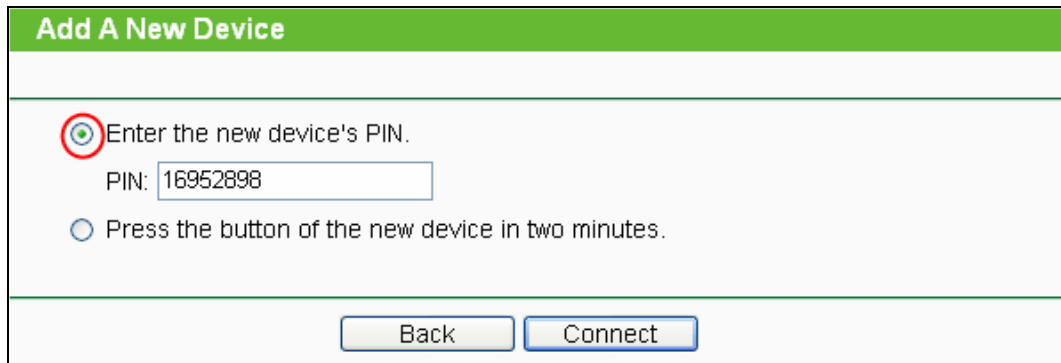 Add A New Device
Enter the new device's PIN.
PIN: 16952898
Press the button of the new device in two minutes.
Back Connect